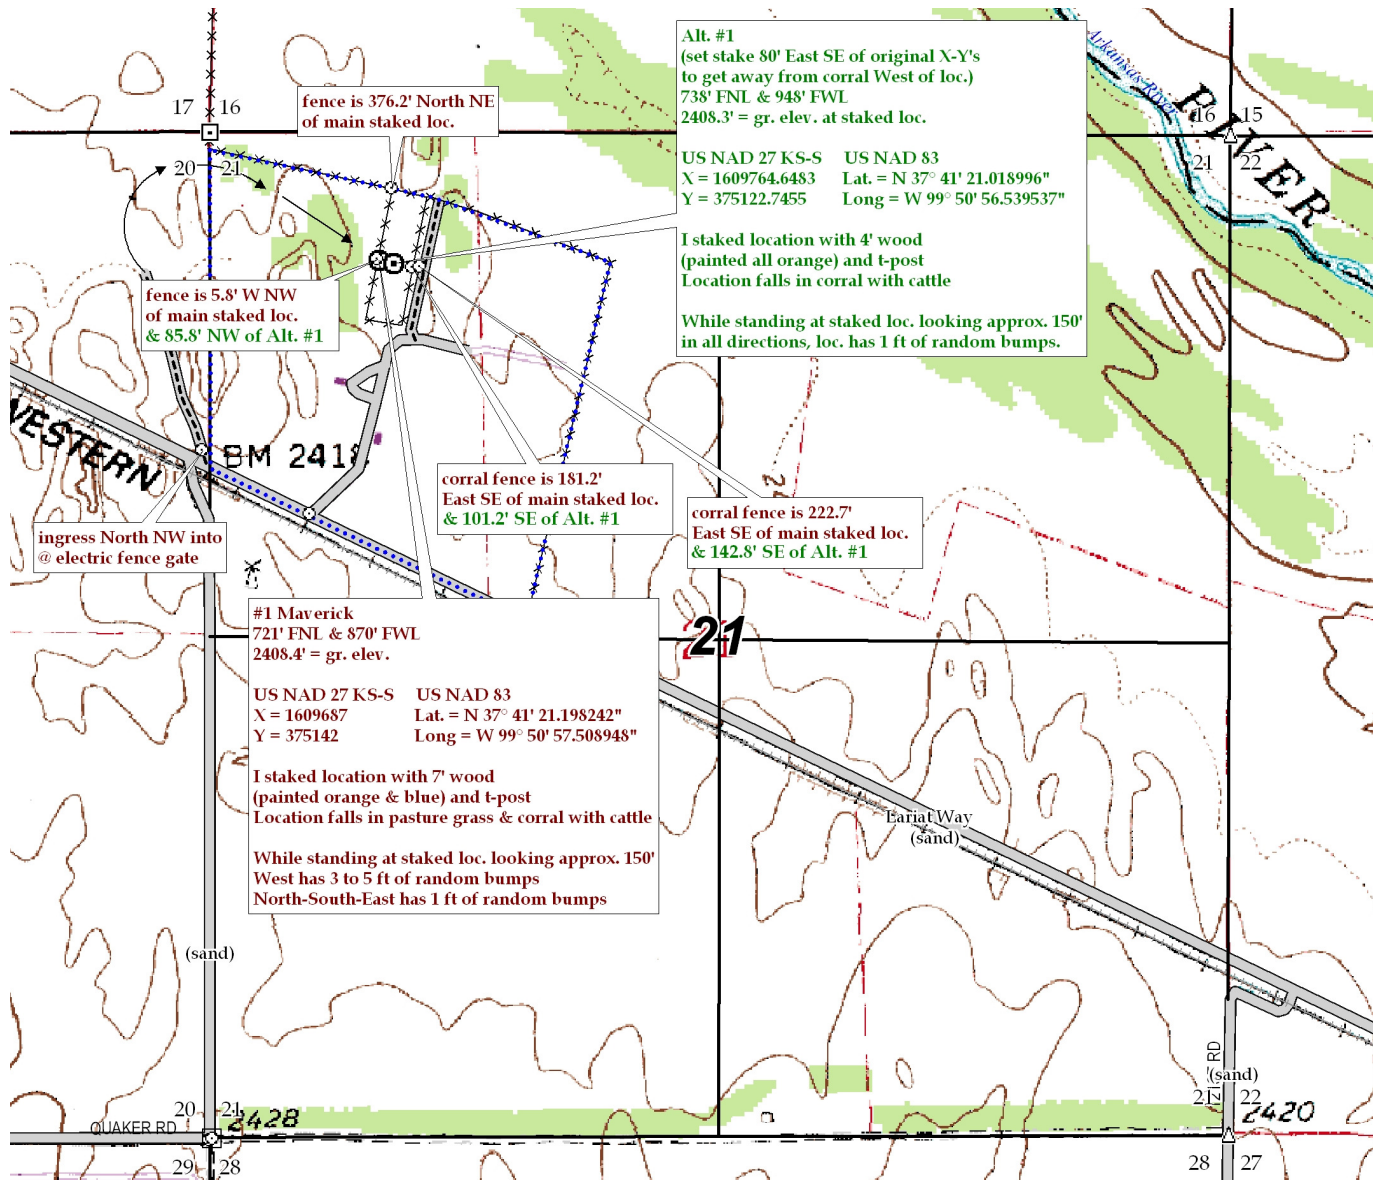 Alt. #1
(set stake 80' East SE of original X-Y's
to get away from corral West of loc.)
738' FNL & 948' FWL
2408.3' = gr. elev. at staked loc.
US NAD 27 KS-S US NAD 83
X = 1609764.6483 Lat. = N 37° 41' 21.018996"
Y = 375122.7455 Long = W 99° 50' 56.539537"
I staked location with 4' wood
(painted all orange) and t-post
Location falls in corral with cattle
While standing at staked loc. looking approx. 150'
in all directions, loc. has 1 ft of random bumps.
Arkansas River
RIVER
17 16
20 21
16 15
21 22
fence is 376.2' North NE
of main staked loc.
fence is 5.8' W NW
of main staked loc.
& 85.8' NW of Alt. #1
WESTERN
BM 2418
corral fence is 181.2'
East SE of main staked loc.
& 101.2' SE of Alt. #1
corral fence is 222.7'
East SE of main staked loc.
& 142.8' SE of Alt. #1
ingress North NW into
@ electric fence gate
#1 Maverick
721' FNL & 870' FWL
2408.4' = gr. elev.
US NAD 27 KS-S US NAD 83
X = 1609687 Lat. = N 37° 41' 21.198242"
Y = 375142 Long = W 99° 50' 57.508948"
I staked location with 7' wood
(painted orange & blue) and t-post
Location falls in pasture grass & corral with cattle
While standing at staked loc. looking approx. 150'
West has 3 to 5 ft of random bumps
North-South-East has 1 ft of random bumps
21
Lariat Way
(sand)
(sand)
RD
(sand)
20 21
2428
QUAKER RD
29 28
21 22
2420
28 27